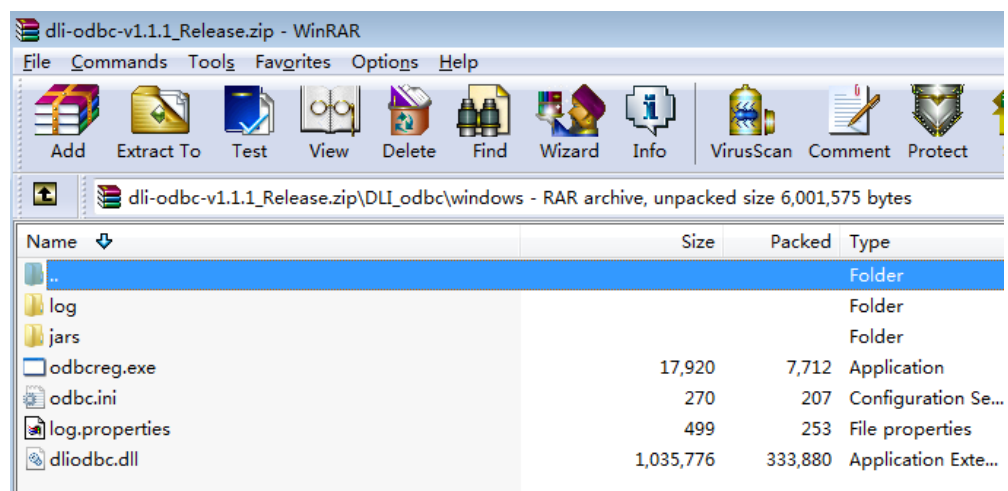 dli-odbc-v1.1.1_Release.zip - WinRAR
File Commands Tools Favorites Options Help
Add Extract To Test View Delete Find Wizard Info VirusScan Comment Protect
dli-odbc-v1.1.1_Release.zip\DLI_odbc\windows - RAR archive, unpacked size 6,001,575 bytes
Name Size Packed Type
.. Folder
log Folder
jars Folder
odbcreg.exe 17,920 7,712 Application
odbc.ini 270 207 Configuration Se...
log.properties 499 253 File properties
dliodbc.dll 1,035,776 333,880 Application Exte...